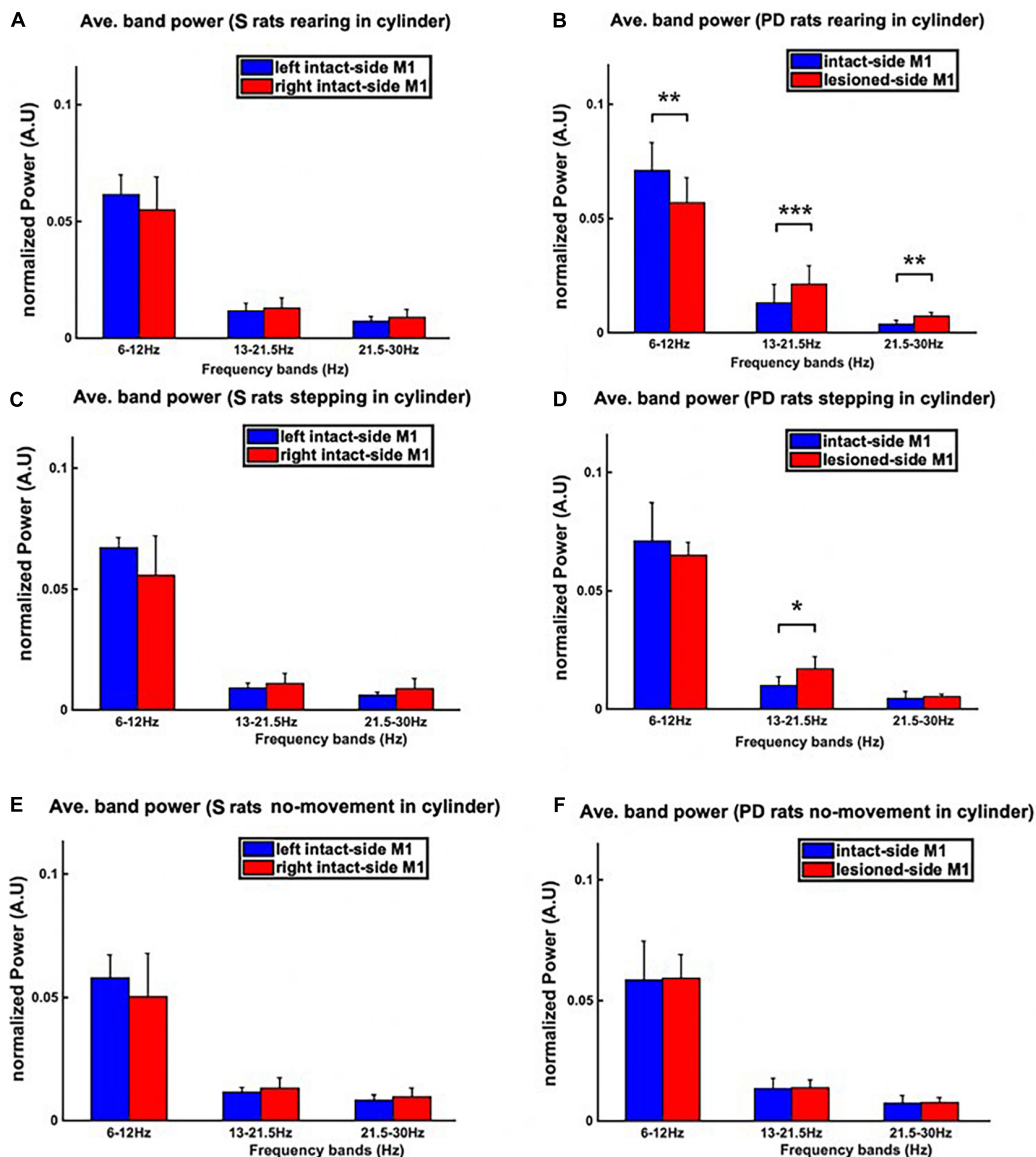 A
Ave. band power (S rats rearing in cylinder)
left intact-side M1
right intact-side M1
normalized Power (A.U)
0.1
0.05
0
6-12Hz
13-21.5Hz
21.5-30Hz
Frequency bands (Hz)
B
Ave. band power (PD rats rearing in cylinder)
intact-side M1
lesioned-side M1
normalized Power (A.U)
0.1
0.05
0
**
***
**
6-12Hz
13-21.5Hz
21.5-30Hz
Frequency bands (Hz)
C
Ave. band power (S rats stepping in cylinder)
left intact-side M1
right intact-side M1
normalized Power (A.U)
0.1
0.05
0
6-12Hz
13-21.5Hz
21.5-30Hz
Frequency bands (Hz)
D
Ave. band power (PD rats stepping in cylinder)
intact-side M1
lesioned-side M1
normalized Power (A.U)
0.1
0.05
0
*
6-12Hz
13-21.5Hz
21.5-30Hz
Frequency bands (Hz)
E
Ave. band power (S rats no-movement in cylinder)
left intact-side M1
right intact-side M1
normalized Power (A.U)
0.1
0.05
0
6-12Hz
13-21.5Hz
21.5-30Hz
Frequency bands (Hz)
F
Ave. band power (PD rats no-movement in cylinder)
intact-side M1
lesioned-side M1
normalized Power (A.U)
0.1
0.05
0
6-12Hz
13-21.5Hz
21.5-30Hz
Frequency bands (Hz)